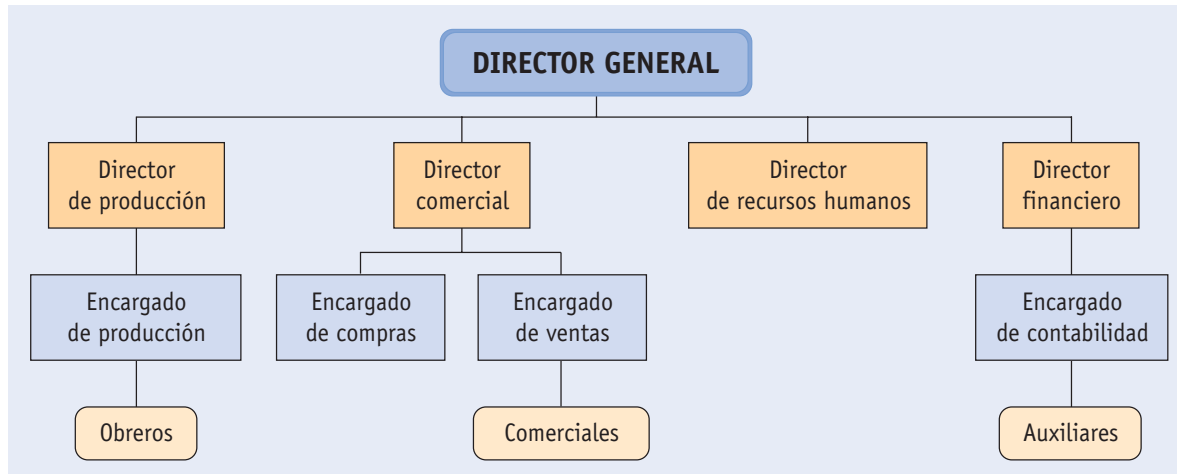 DIRECTOR GENERAL
Director
de producción
Director
comercial
Director
de recursos humanos
Director
financiero
Encargado
de producción
Encargado
de compras
Encargado
de ventas
Encargado
de contabilidad
Obreros
Comerciales
Auxiliares